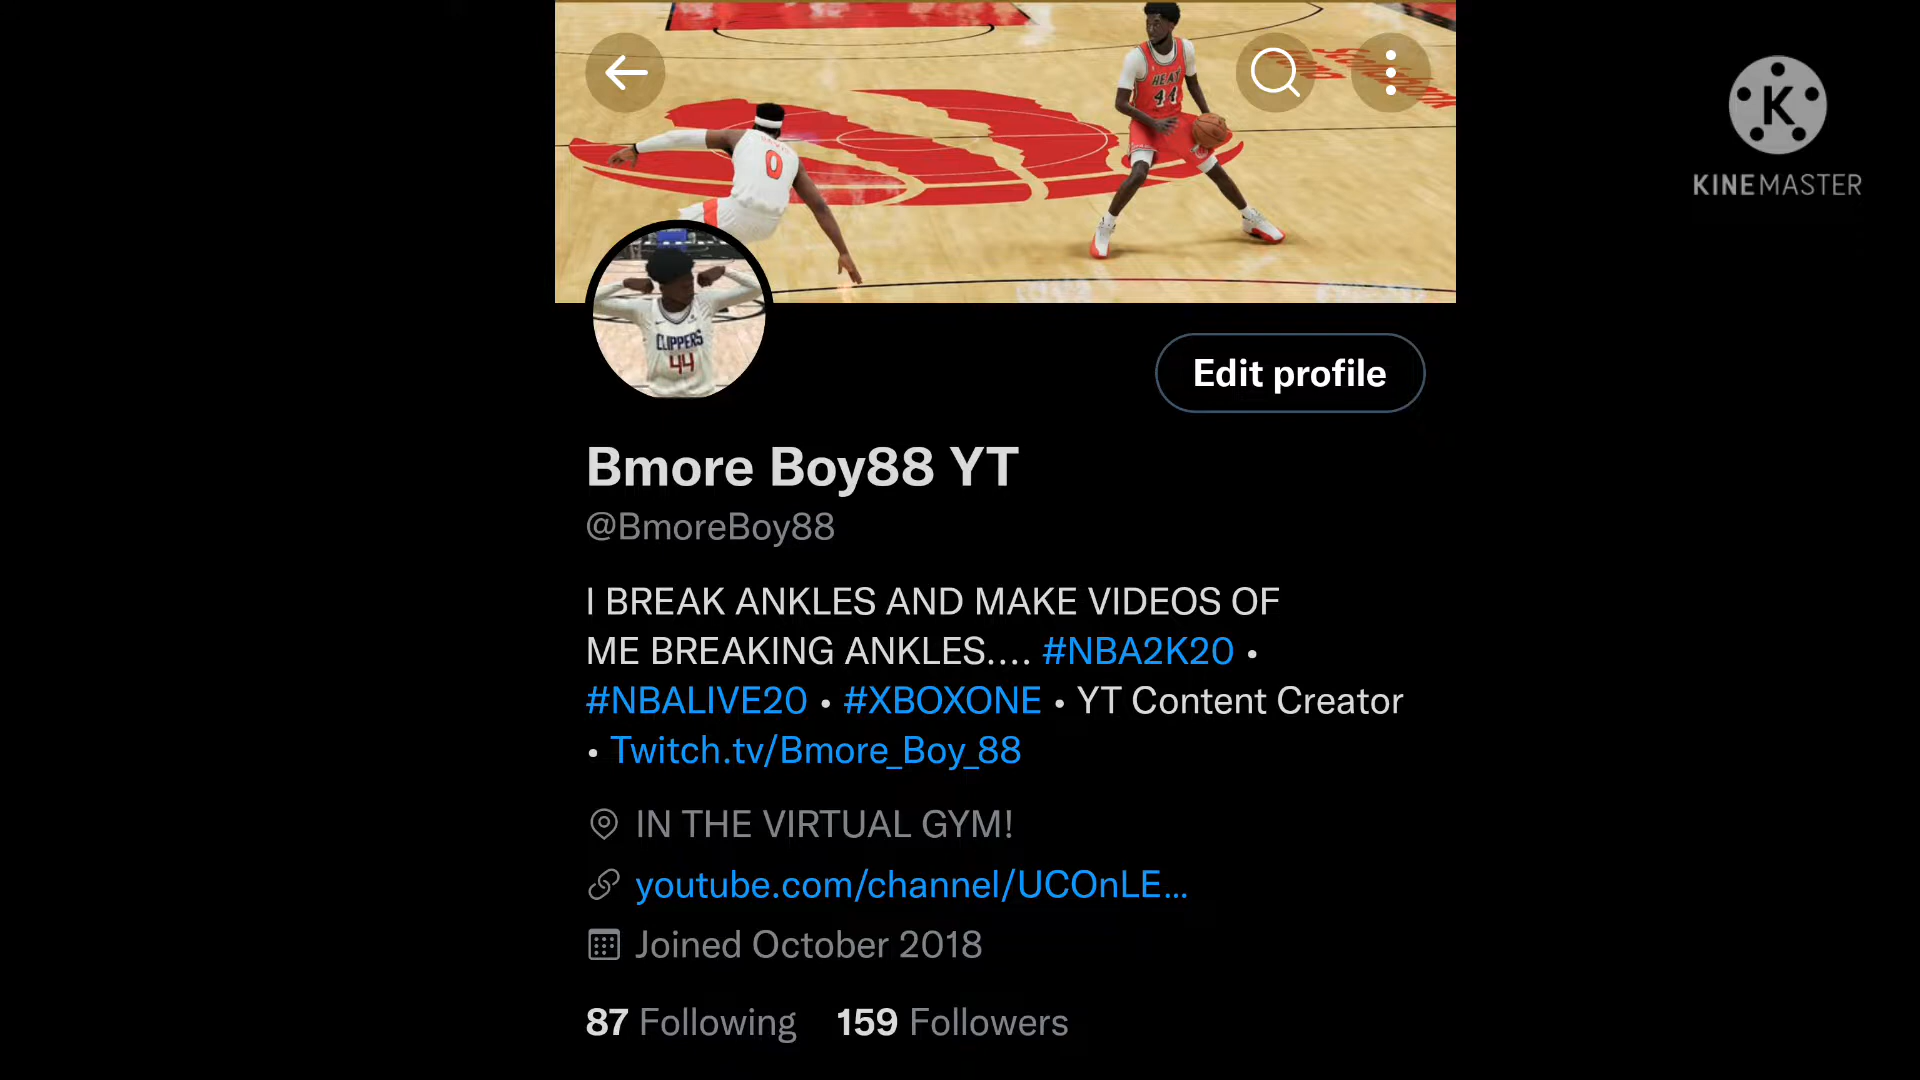 HEAT
44
0
CLIPPERS
44
KINEMASTER
Edit profile
Bmore Boy88 YT
@BmoreBoy88
I BREAK ANKLES AND MAKE VIDEOS OF
ME BREAKING ANKLES.... #NBA2K20 •
#NBALIVE20 • #XBOXONE • YT Content Creator
• Twitch.tv/Bmore_Boy_88
IN THE VIRTUAL GYM!
youtube.com/channel/UCOnLE...
Joined October 2018
87 Following 159 Followers